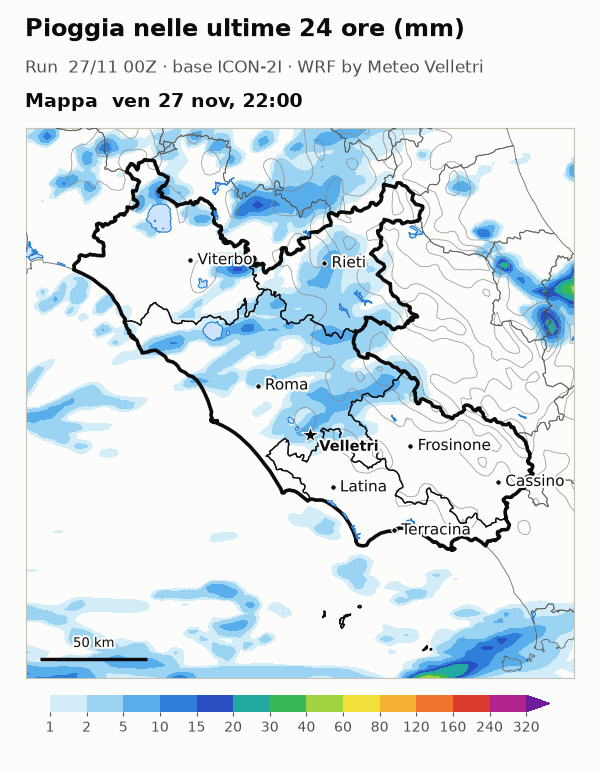 Pioggia nelle ultime 24 ore (mm)
Run  27/11 00Z · base ICON-2I · WRF by Meteo Velletri
Mappa  ven 27 nov, 22:00
Viterbo
Rieti
Roma
Velletri
Frosinone
Latina
Cassino
Terracina
50 km
1 2 5 10 15 20 30 40 60 80 120 160 240 320